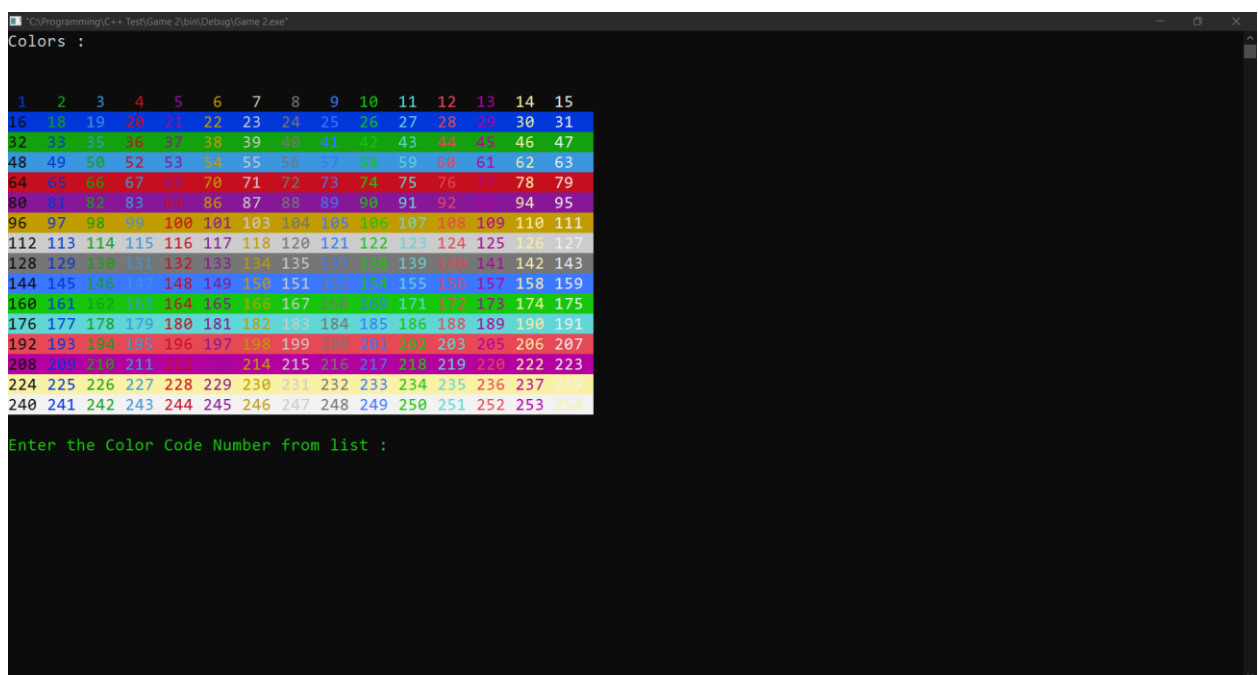 "C:\Programming\C++ Test\Game 2\bin\Debug\Game 2.exe"
Colors :
1 2 3 4 5 6 7 8 9 10 11 12 13 14 15
16 18 19 20 21 22 23 24 25 26 27 28 29 30 31
32 33 35 36 37 38 39 40 41 42 43 44 45 46 47
48 49 50 52 53 54 55 56 57 58 59 60 61 62 63
64 65 66 67 69 70 71 72 73 74 75 76 77 78 79
80 81 82 83 84 86 87 88 89 90 91 92 94 95
96 97 98 99 100 101 103 104 105 106 107 108 109 110 111
112 113 114 115 116 117 118 120 121 122 123 124 125 126 127
128 129 130 131 132 133 134 135 137 138 139 140 141 142 143
144 145 146 147 148 149 150 151 152 154 155 156 157 158 159
160 161 162 163 164 165 166 167 168 169 171 172 173 174 175
176 177 178 179 180 181 182 183 184 185 186 188 189 190 191
192 193 194 195 196 197 198 199 200 201 202 203 205 206 207
208 209 210 211 212 214 215 216 217 218 219 220 222 223
224 225 226 227 228 229 230 231 232 233 234 235 236 237 239
240 241 242 243 244 245 246 247 248 249 250 251 252 253 254
Enter the Color Code Number from list :